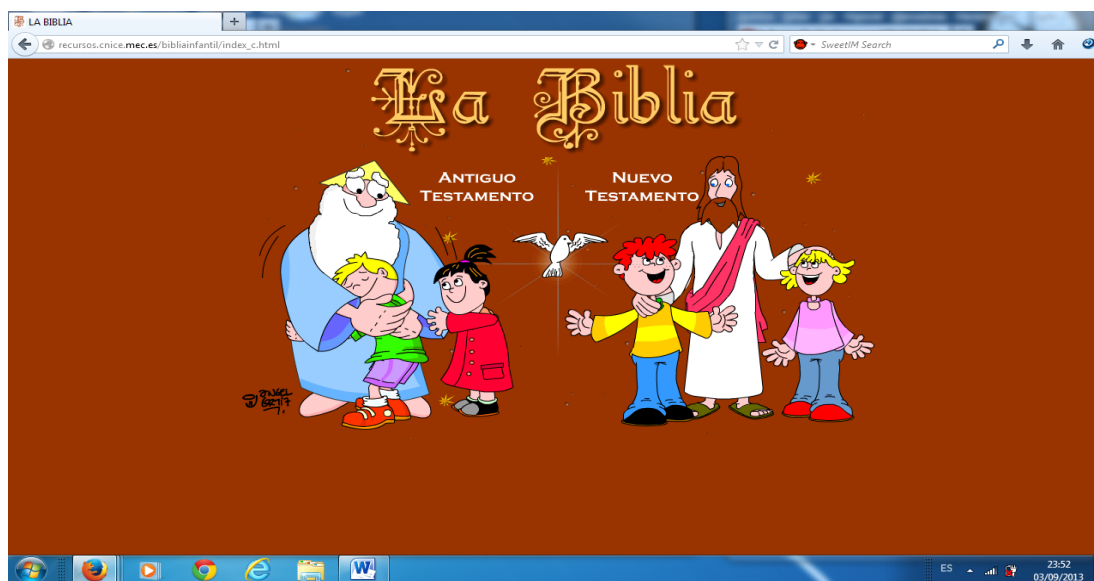 LA BIBLIA
recursos.cnice.mec.es/bibliainfantil/index_c.html
SweetIM Search
La Biblia
ANTIGUO
TESTAMENTO
NUEVO
TESTAMENTO
ES
23:52
03/09/2013